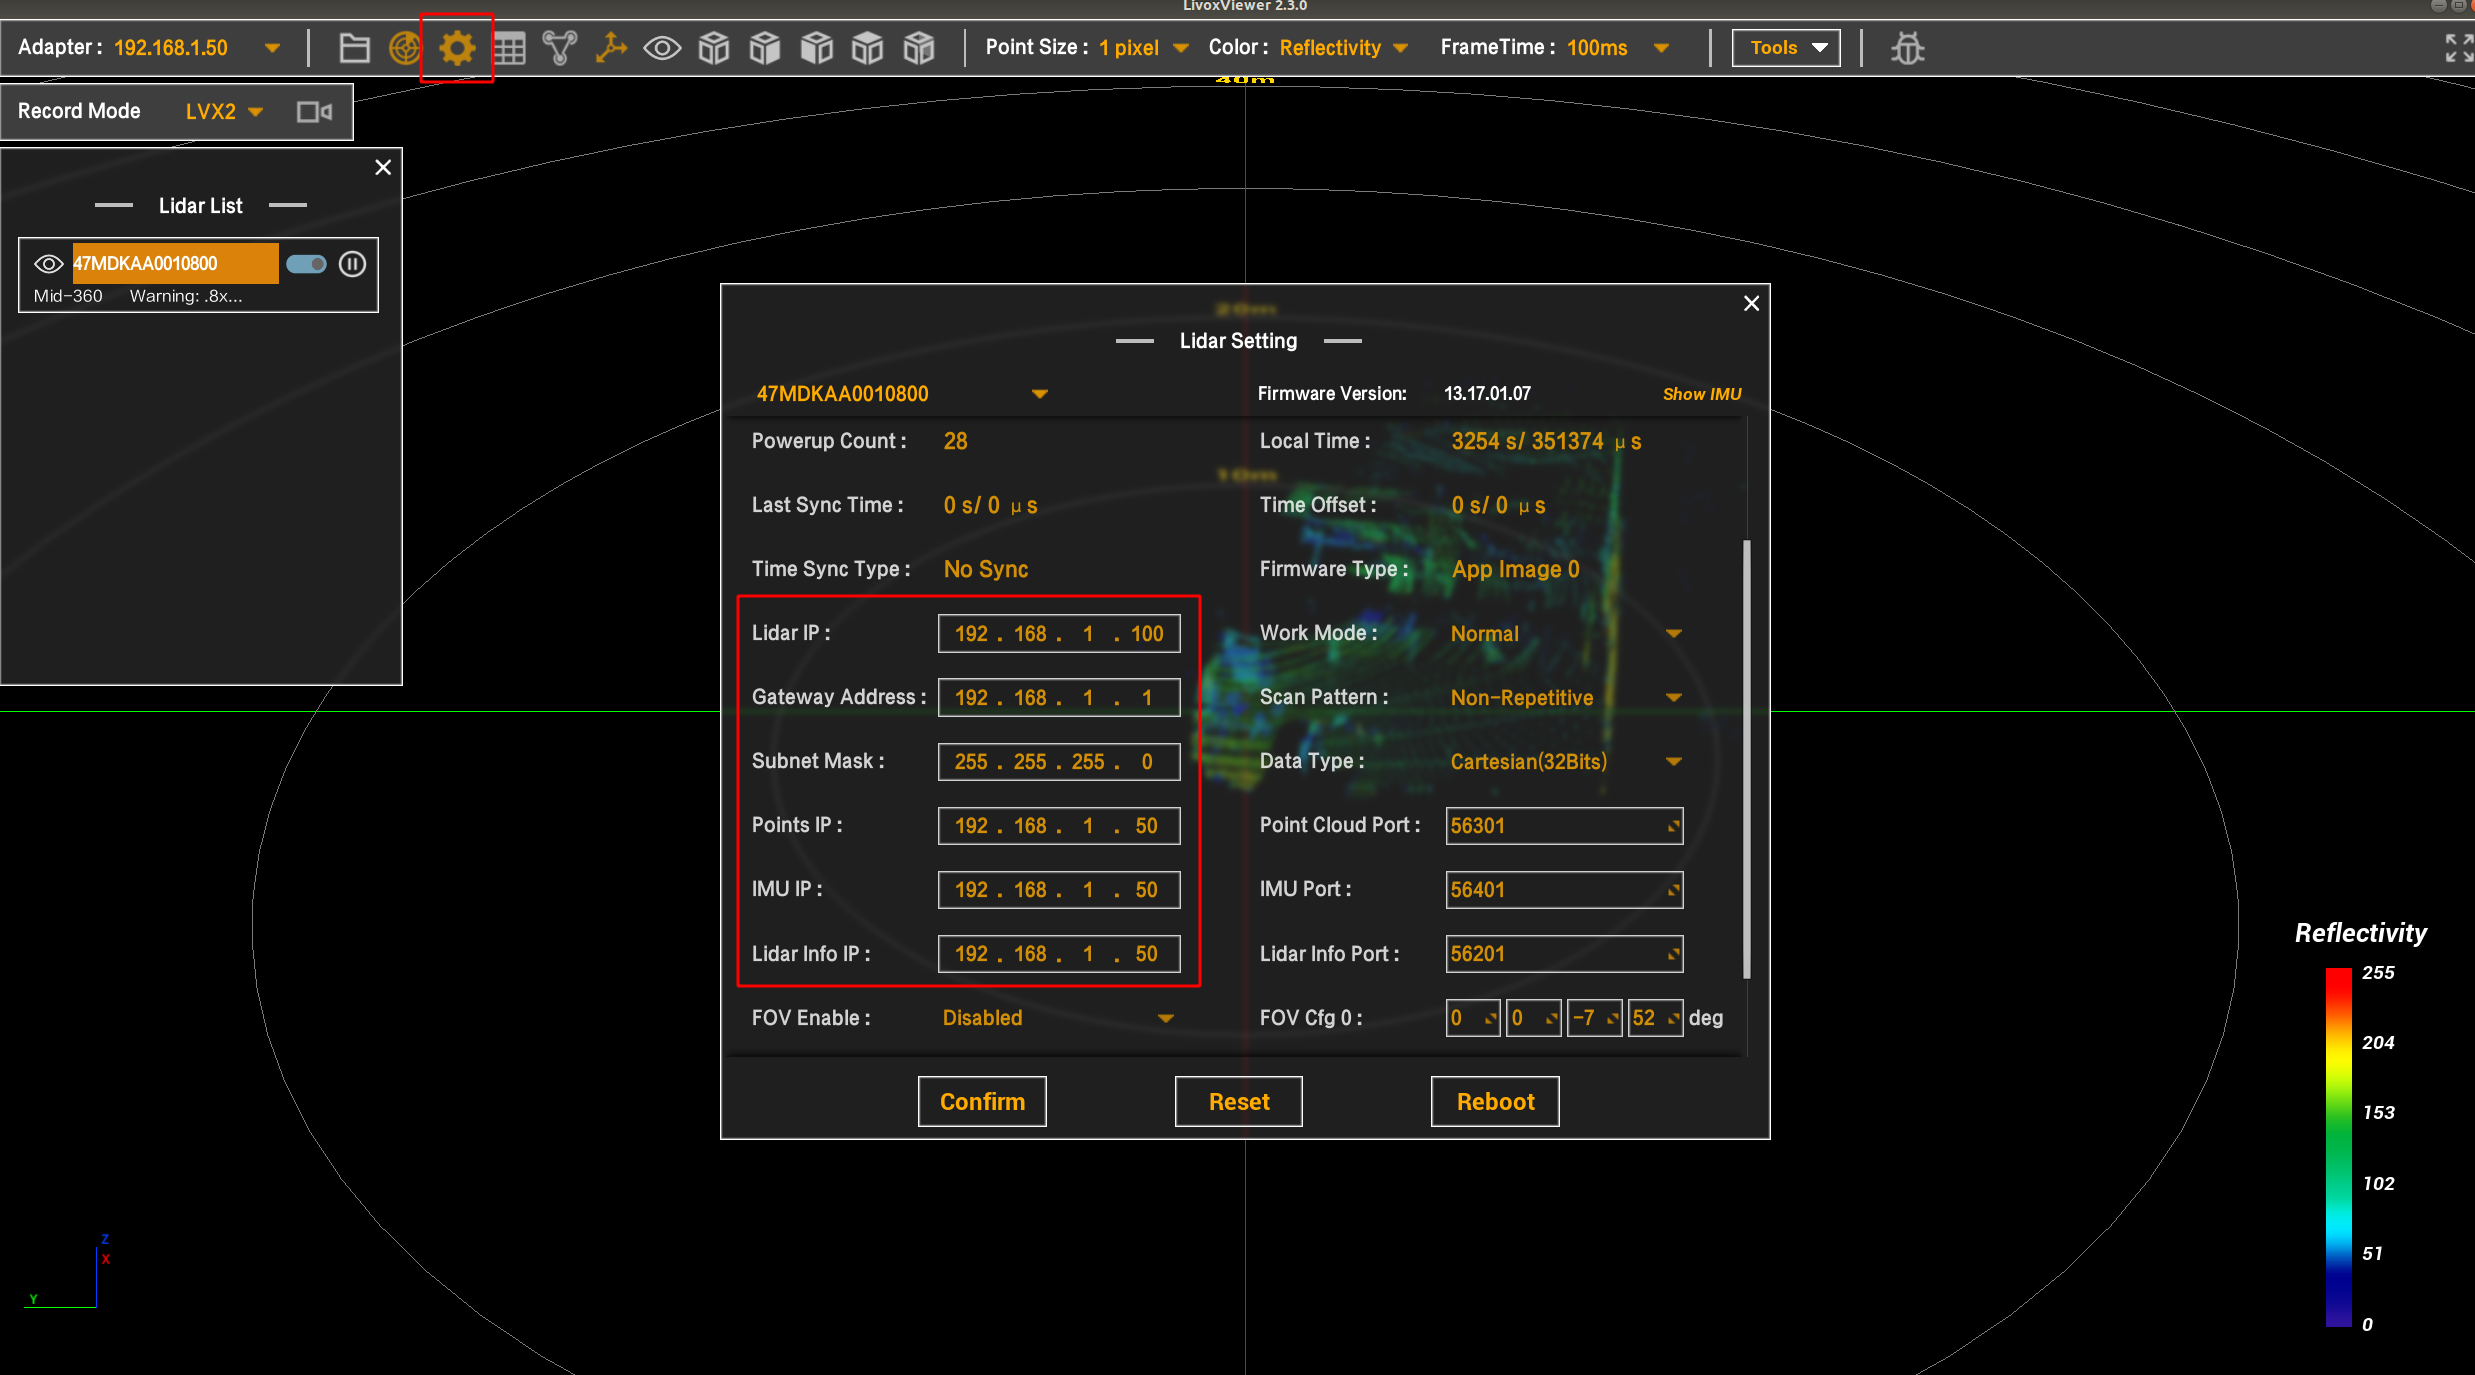 LivoxViewer 2.3.0
Adapter : 192.168.1.50 Point Size : 1 pixel Color : Reflectivity FrameTime : 100ms Tools
40m
Record Mode LVX2
Lidar List
47MDKAA0010800
Mid-360 Warning: .8x...
20m
Lidar Setting
47MDKAA0010800 Firmware Version: 13.17.01.07 Show IMU
Powerup Count : 28 Local Time : 3254 s/ 351374 μ s
10m
Last Sync Time : 0 s/ 0 μ s Time Offset : 0 s/ 0 μ s
Time Sync Type : No Sync Firmware Type : App Image 0
Lidar IP : 192 . 168 . 1 . 100 Work Mode : Normal
Gateway Address : 192 . 168 . 1 . 1 Scan Pattern : Non-Repetitive
Subnet Mask : 255 . 255 . 255 . 0 Data Type : Cartesian(32Bits)
Points IP : 192 . 168 . 1 . 50 Point Cloud Port : 56301
IMU IP : 192 . 168 . 1 . 50 IMU Port : 56401
Lidar Info IP : 192 . 168 . 1 . 50 Lidar Info Port : 56201
FOV Enable : Disabled FOV Cfg 0 : 0 0 -7 52 deg
Confirm Reset Reboot
Reflectivity
255
204
153
102
51
0
Z
X
Y